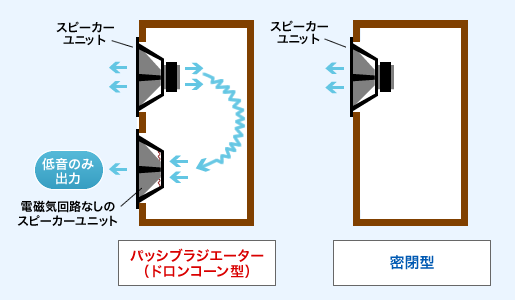 スピーカー
ユニット
低音のみ
出力
電磁気回路なしの
スピーカーユニット
パッシブラジエーター
（ドロンコーン型）
スピーカー
ユニット
密閉型